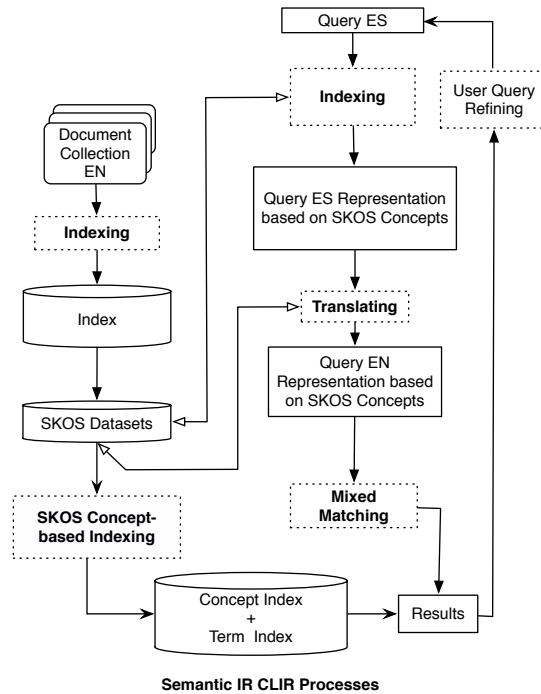 Query ES
Indexing
User Query
Refining
Document
Collection
EN
Query ES Representation
based on SKOS Concepts
Indexing
Translating
Index
Query EN
Representation based
on SKOS Concepts
SKOS Datasets
SKOS Concept-
based Indexing
Mixed
Matching
Concept Index
+
Term Index
Results
Semantic IR CLIR Processes